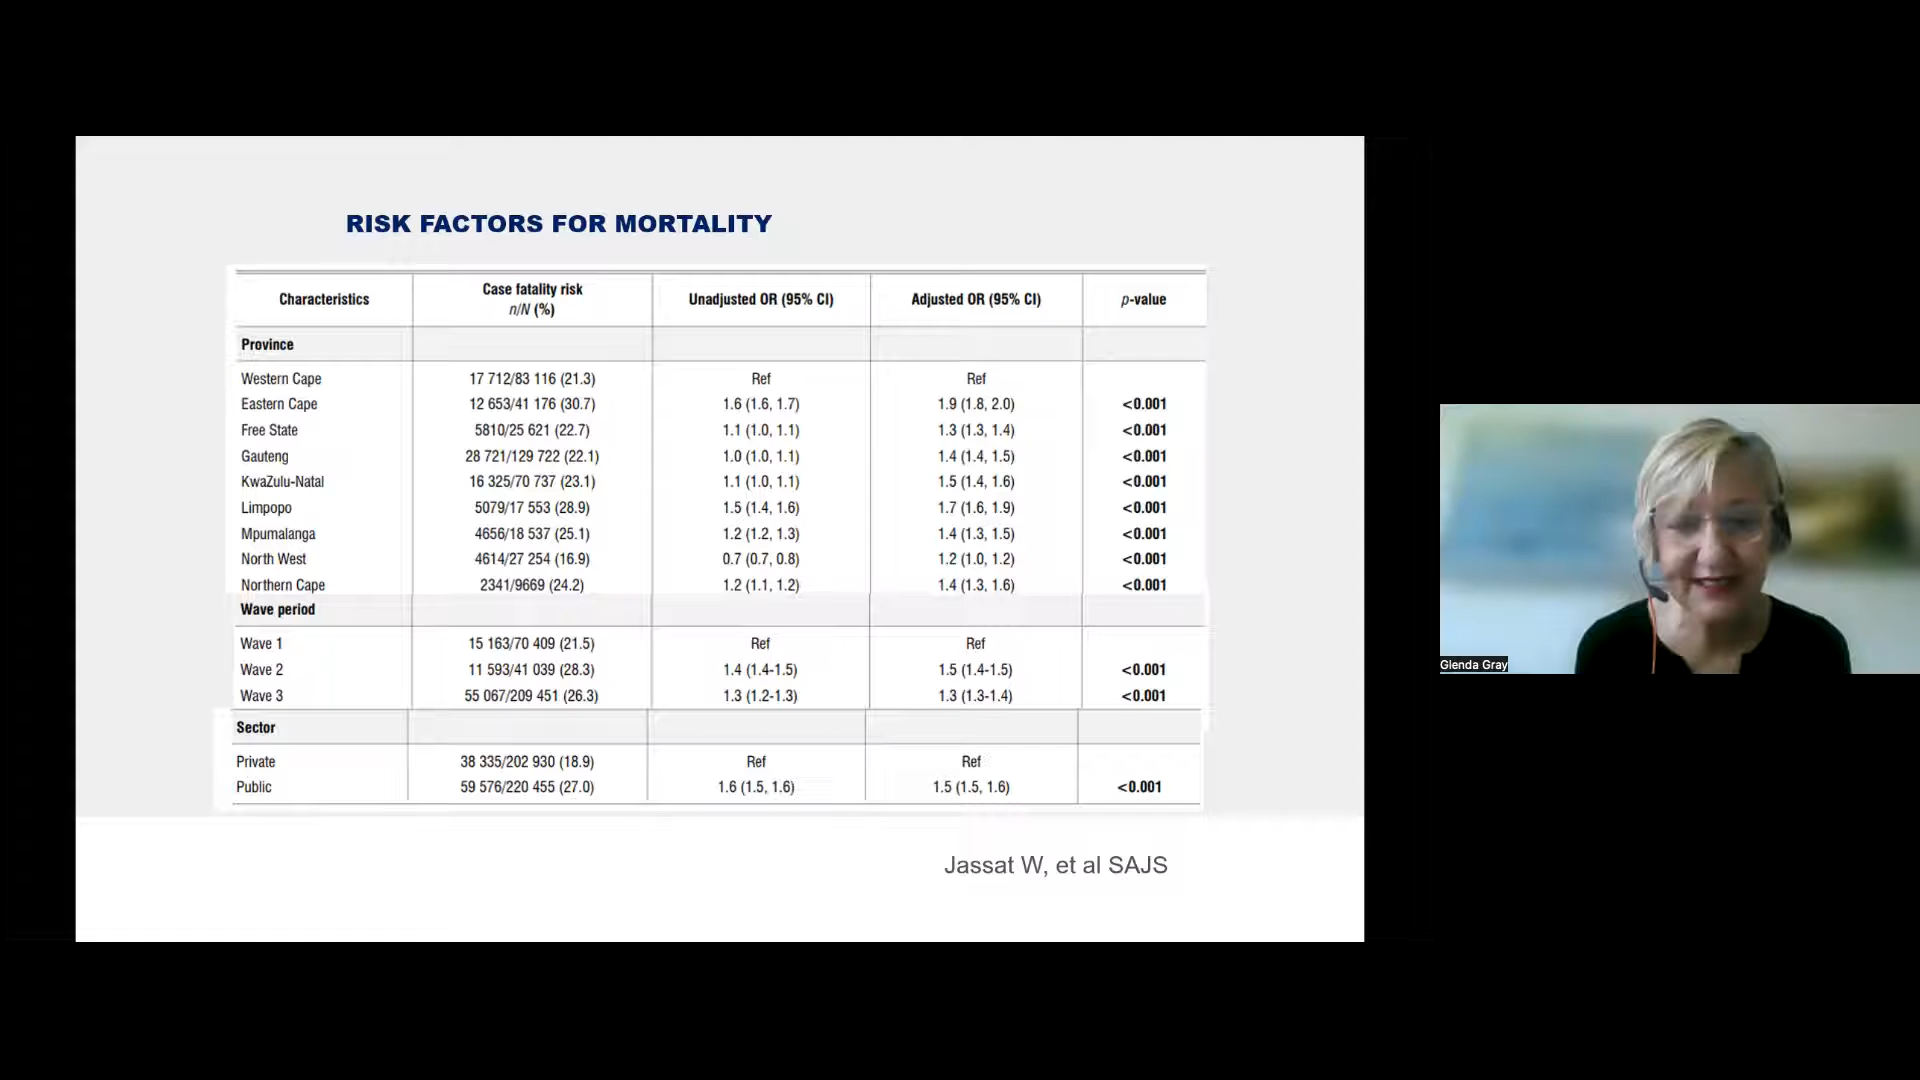 RISK FACTORS FOR MORTALITY
Characteristics Case fatality risk n/N (%) Unadjusted OR (95% CI) Adjusted OR (95% CI) p-value
Province
Western Cape 17 712/83 116 (21.3) Ref Ref
Eastern Cape 12 653/41 176 (30.7) 1.6 (1.6, 1.7) 1.9 (1.8, 2.0) <0.001
Free State 5810/25 621 (22.7) 1.1 (1.0, 1.1) 1.3 (1.3, 1.4) <0.001
Gauteng 28 721/129 722 (22.1) 1.0 (1.0, 1.1) 1.4 (1.4, 1.5) <0.001
KwaZulu-Natal 16 325/70 737 (23.1) 1.1 (1.0, 1.1) 1.5 (1.4, 1.6) <0.001
Limpopo 5079/17 553 (28.9) 1.5 (1.4, 1.6) 1.7 (1.6, 1.9) <0.001
Mpumalanga 4656/18 537 (25.1) 1.2 (1.2, 1.3) 1.4 (1.3, 1.5) <0.001
North West 4614/27 254 (16.9) 0.7 (0.7, 0.8) 1.2 (1.0, 1.2) <0.001
Northern Cape 2341/9669 (24.2) 1.2 (1.1, 1.2) 1.4 (1.3, 1.6) <0.001
Wave period
Wave 1 15 163/70 409 (21.5) Ref Ref
Wave 2 11 593/41 039 (28.3) 1.4 (1.4-1.5) 1.5 (1.4-1.5) <0.001
Wave 3 55 067/209 451 (26.3) 1.3 (1.2-1.3) 1.3 (1.3-1.4) <0.001
Sector
Private 38 335/202 930 (18.9) Ref Ref
Public 59 576/220 455 (27.0) 1.6 (1.5, 1.6) 1.5 (1.5, 1.6) <0.001
Jassat W, et al SAJS
Glenda Gray